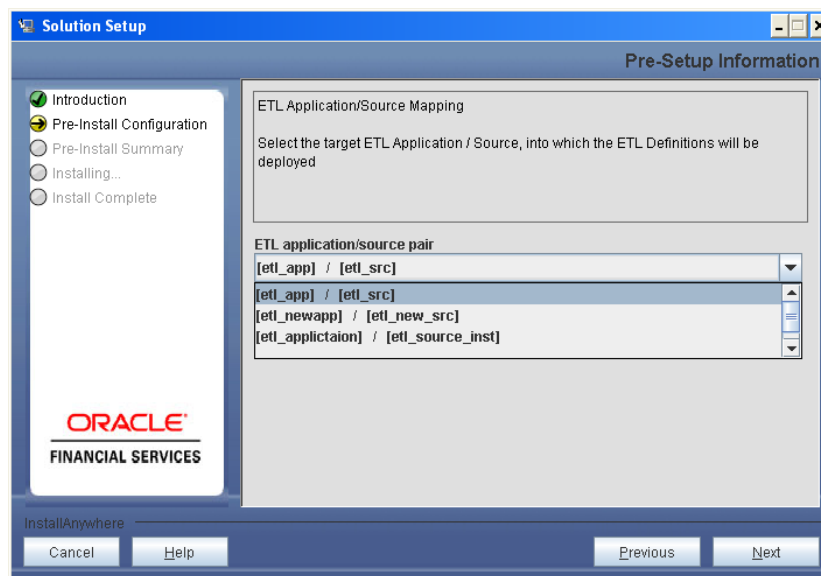 Solution Setup
Pre-Setup Information
Introduction
Pre-Install Configuration
Pre-Install Summary
Installing...
Install Complete
ORACLE
FINANCIAL SERVICES
ETL Application/Source Mapping
Select the target ETL Application / Source, into which the ETL Definitions will be
deployed
ETL application/source pair
[etl_app] / [etl_src]
[etl_app] / [etl_src]
[etl_newapp] / [etl_new_src]
[etl_applictaion] / [etl_source_inst]
InstallAnywhere
Cancel
Help
Previous
Next